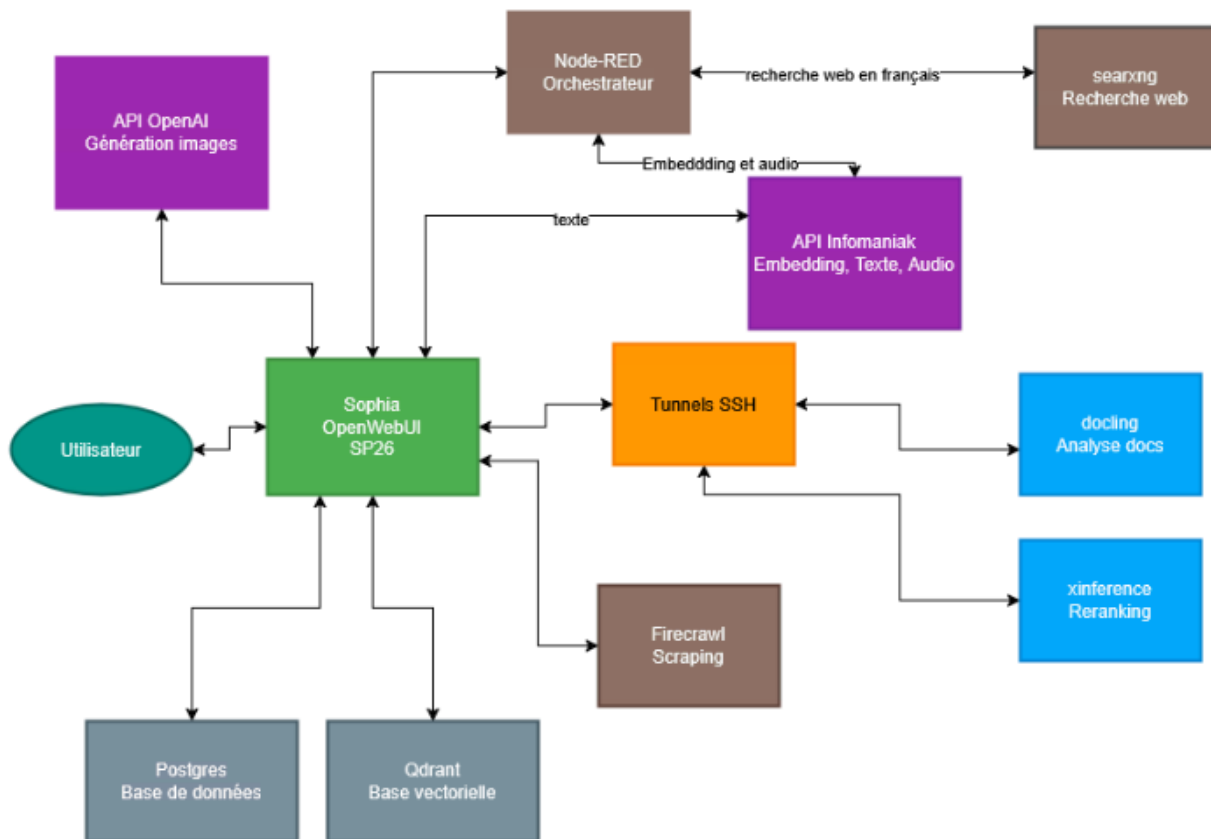 Node-RED
Orchestrateur
recherche web en français
searxng
Recherche web
API OpenAI
Génération images
Embeddding et audio
texte
API Infomaniak
Embedding, Texte, Audio
Utilisateur
Sophia
OpenWebUI
SP26
Tunnels SSH
docling
Analyse docs
xinference
Reranking
Firecrawl
Scraping
Postgres
Base de données
Qdrant
Base vectorielle